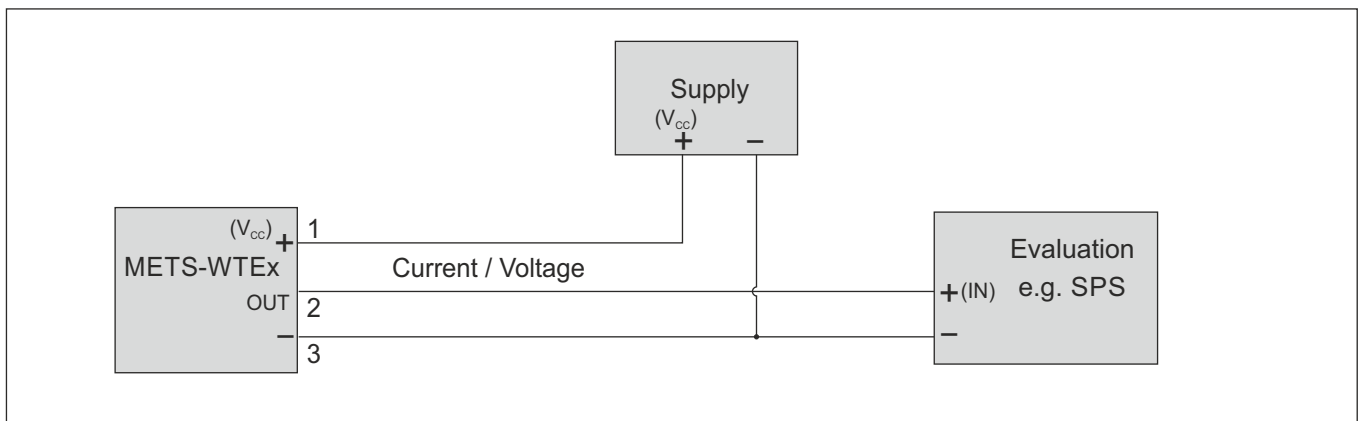 Supply
(Vcc)
+ −
(Vcc)
+ 1
METS-WTEx
Current / Voltage
OUT
2
−
3
Evaluation
e.g. SPS
+(IN)
−